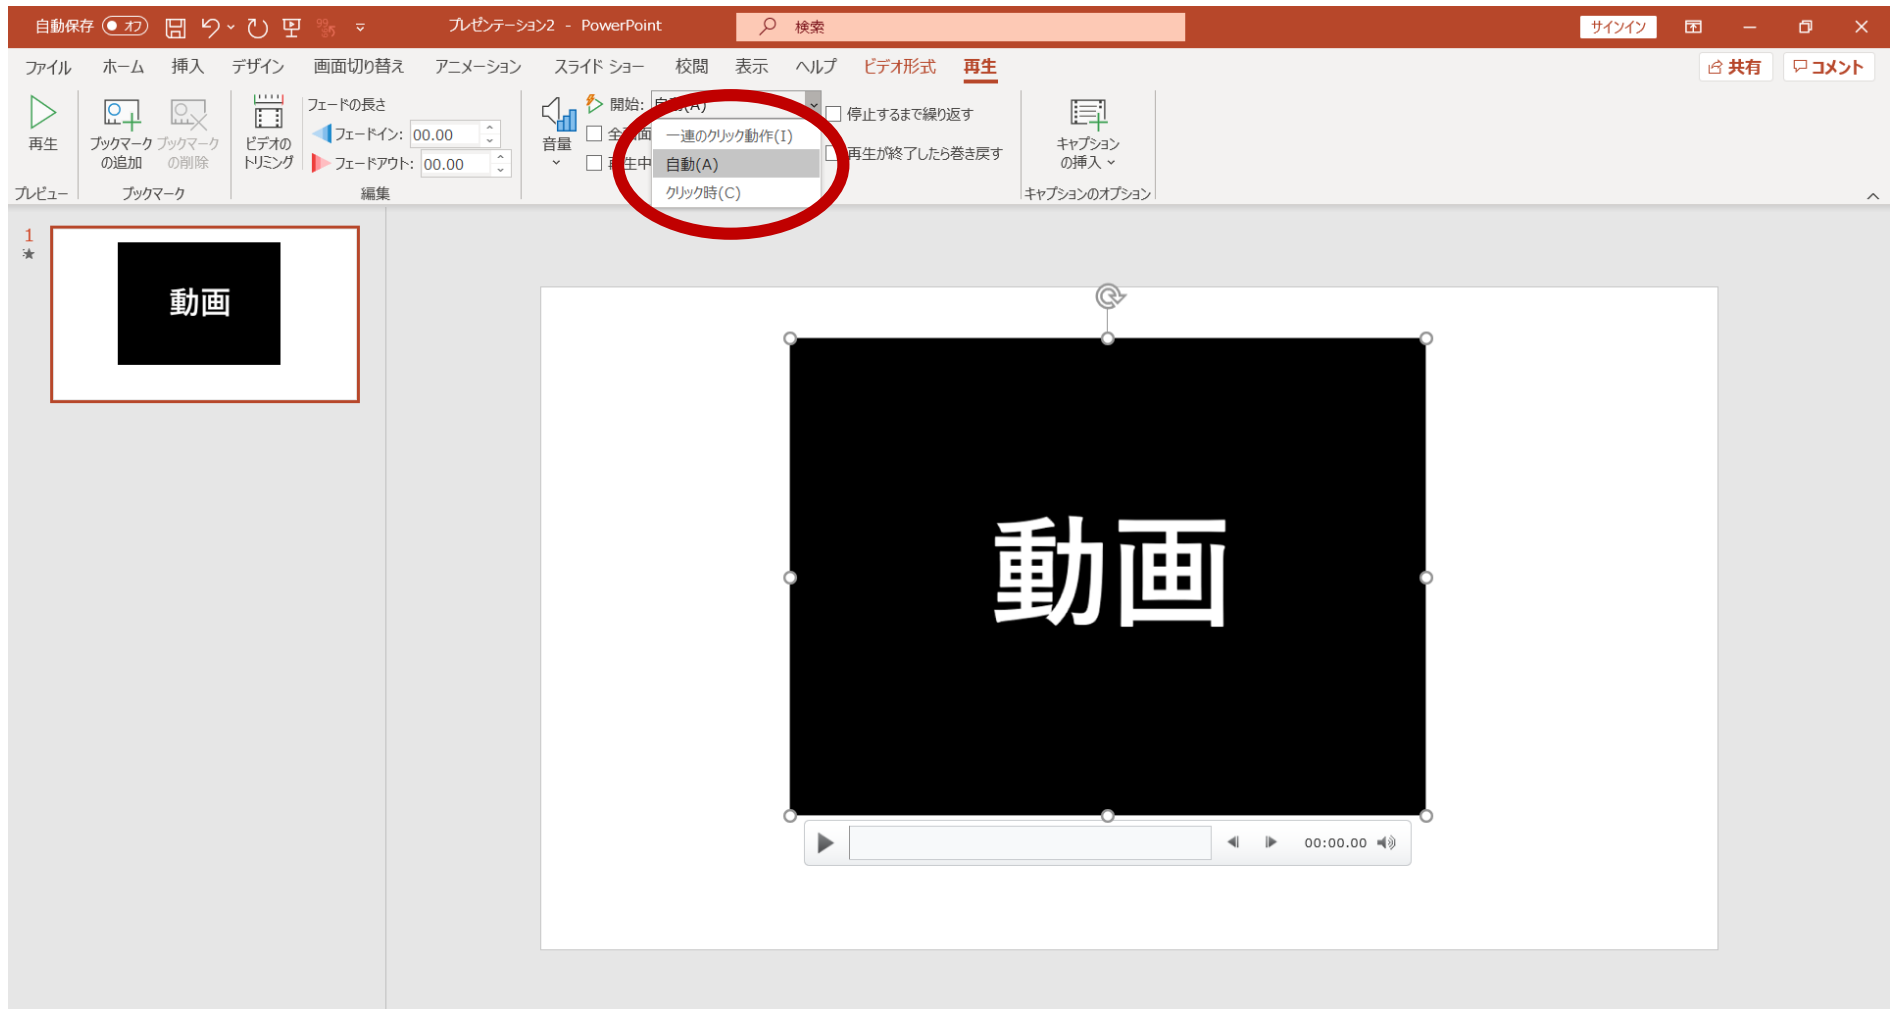 自動保存 オフ プレゼンテーション2 - PowerPoint 検索 サインイン
ファイル ホーム 挿入 デザイン 画面切り替え アニメーション スライド ショー 校閲 表示 ヘルプ ビデオ形式 再生 共有 コメント
再生
ブックマークの追加
ブックマークの削除
ビデオのトリミング
フェードの長さ
フェードイン: 00.00
フェードアウト: 00.00
音量
開始: 自動(A)
全画面
再生中
一連のクリック動作(I)
自動(A)
クリック時(C)
停止するまで繰り返す
再生が終了したら巻き戻す
キャプションの挿入
プレビュー ブックマーク 編集 キャプションのオプション
1
動画
動画
00:00.00